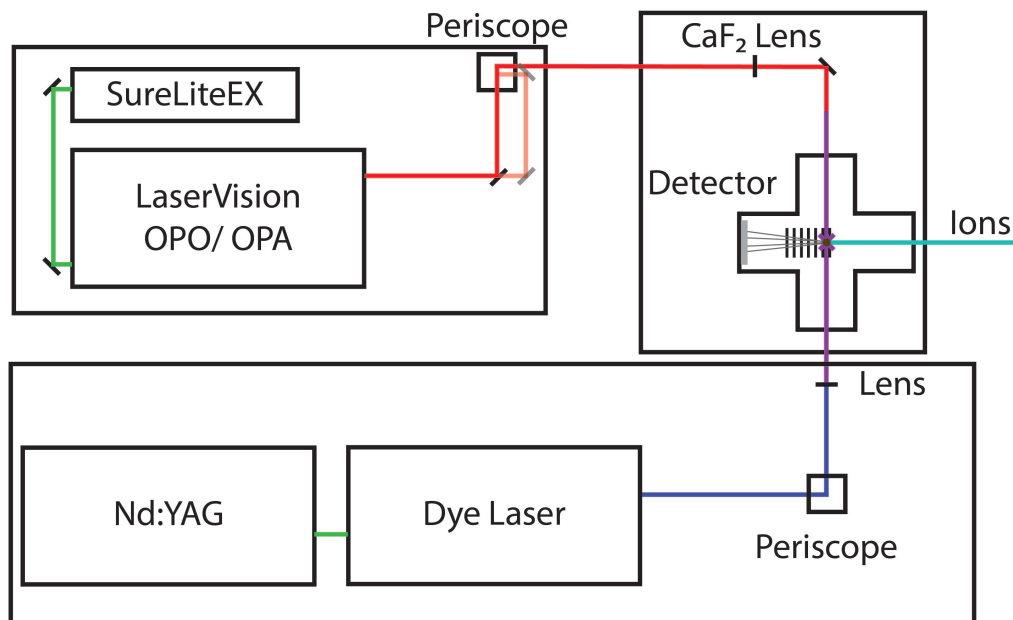 Periscope
CaF₂ Lens
SureLiteEX
LaserVision
OPO/ OPA
Detector
Ions
Lens
Nd:YAG
Dye Laser
Periscope